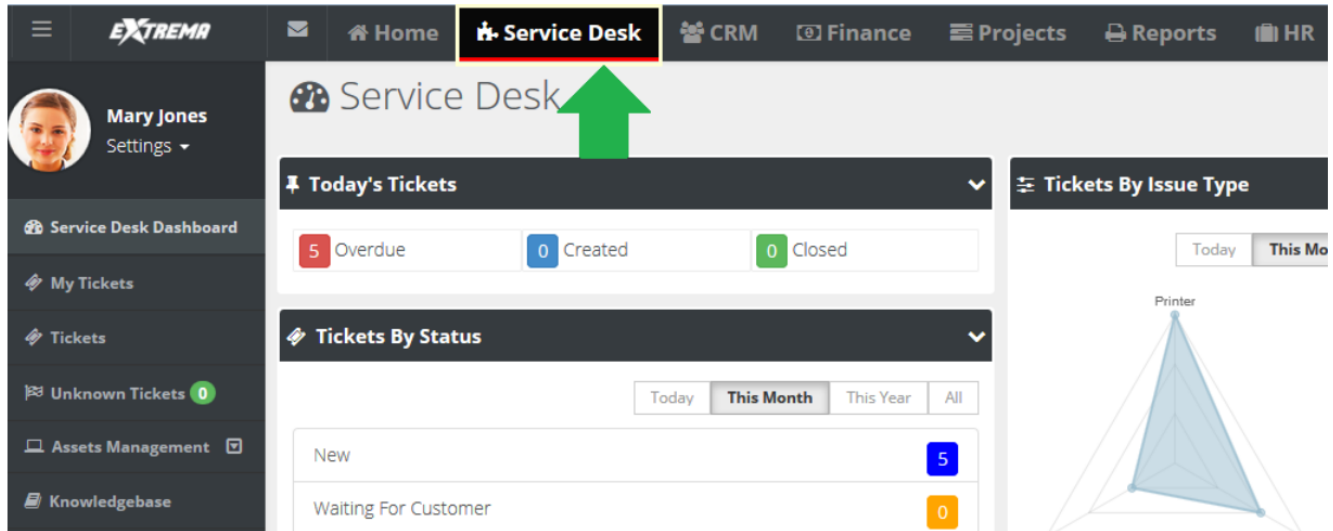 EXTREMA
Home
Service Desk
CRM
Finance
Projects
Reports
HR
Mary Jones
Settings
Service Desk Dashboard
My Tickets
Tickets
Unknown Tickets 0
Assets Management
Knowledgebase
Service Desk
Today's Tickets
5 Overdue
0 Created
0 Closed
Tickets By Status
Today This Month This Year All
New 5
Waiting For Customer 0
Tickets By Issue Type
Today This Mo
Printer